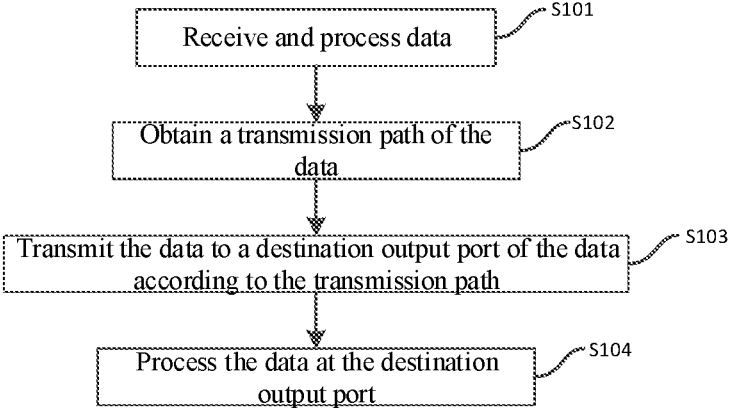 S101
Receive and process data
S102
Obtain a transmission path of the
data
S103
Transmit the data to a destination output port of the data
according to the transmission path
S104
Process the data at the destination
output port